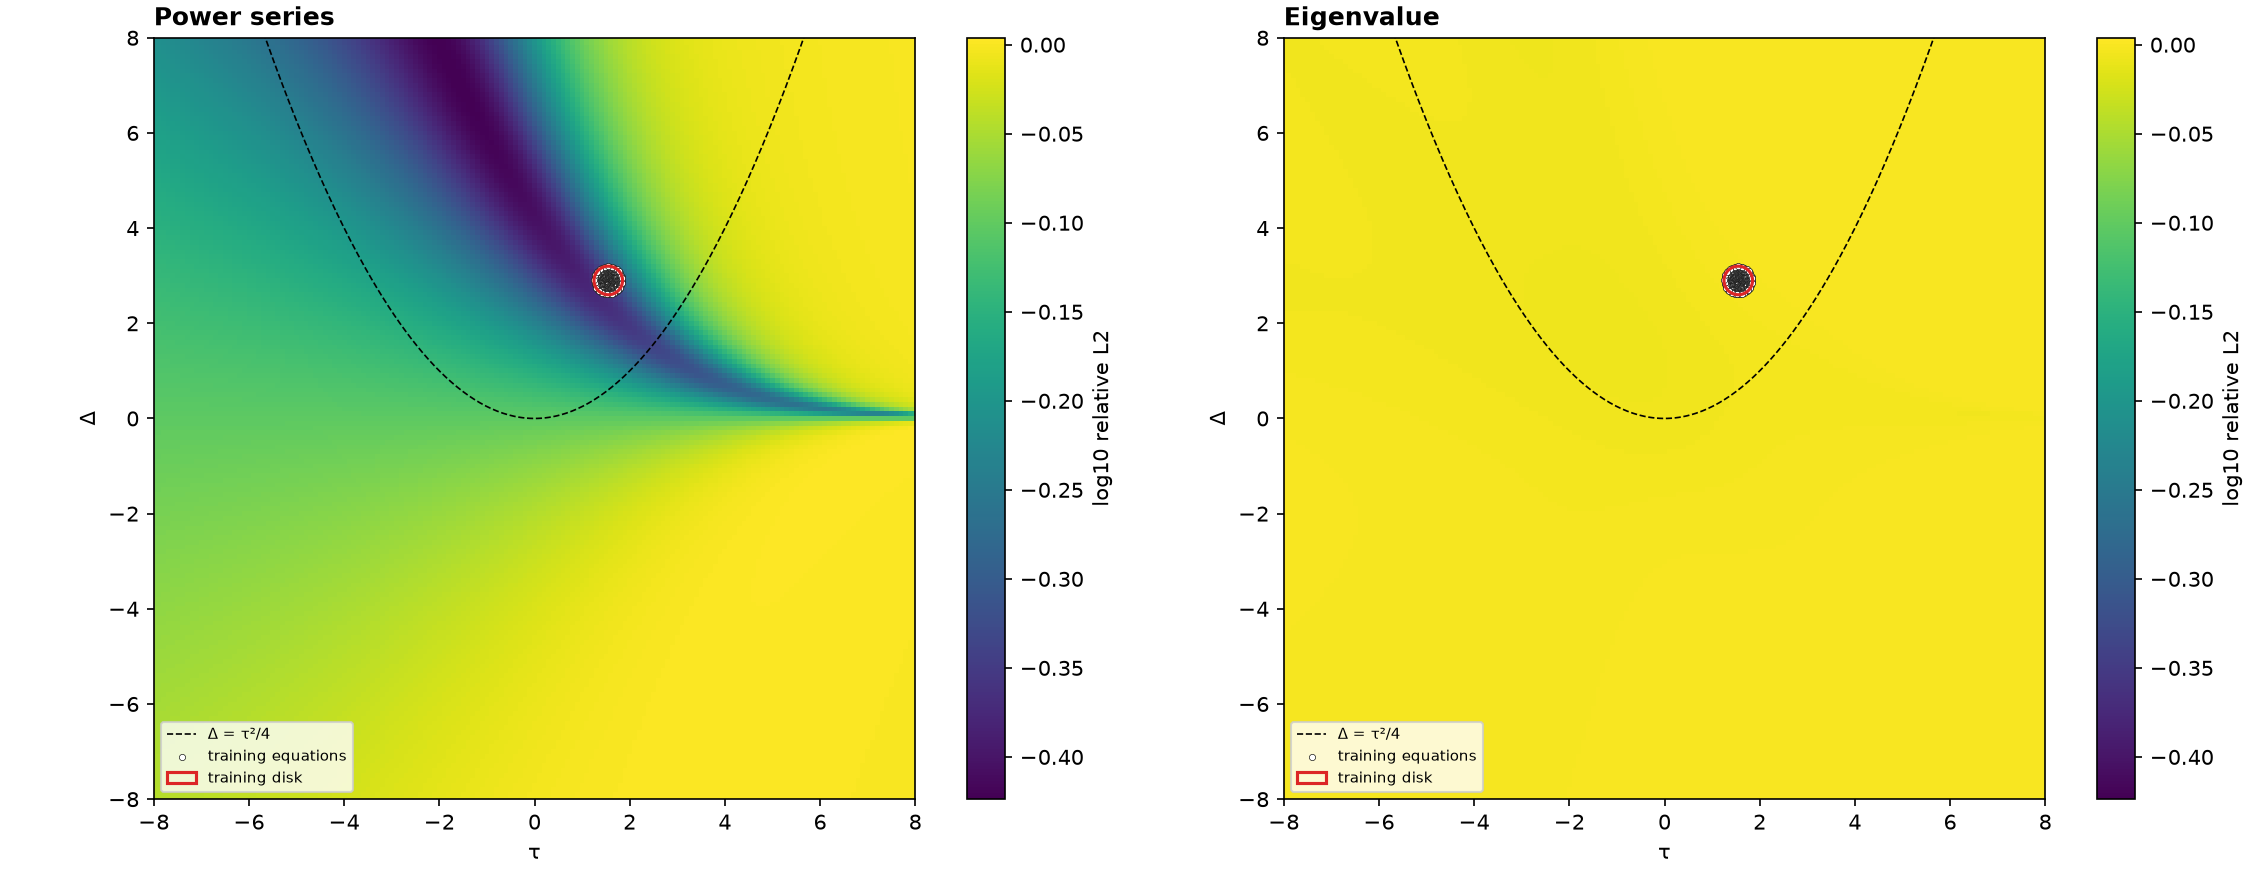 Power series
8
6
4
2
0
−2
−4
−6
−8
Δ
−8 −6 −4 −2 0 2 4 6 8
τ
Δ = τ²/4
training equations
training disk
0.00
−0.05
−0.10
−0.15
−0.20
−0.25
−0.30
−0.35
−0.40
log10 relative L2
Eigenvalue
8
6
4
2
0
−2
−4
−6
−8
Δ
−8 −6 −4 −2 0 2 4 6 8
τ
Δ = τ²/4
training equations
training disk
0.00
−0.05
−0.10
−0.15
−0.20
−0.25
−0.30
−0.35
−0.40
log10 relative L2